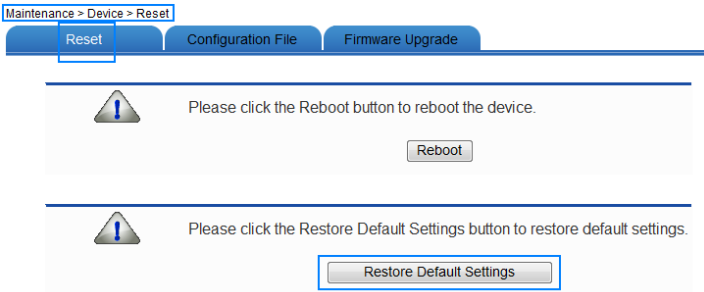 Maintenance > Device > Reset
Reset Configuration File Firmware Upgrade
Please click the Reboot button to reboot the device.
Reboot
Please click the Restore Default Settings button to restore default settings.
Restore Default Settings